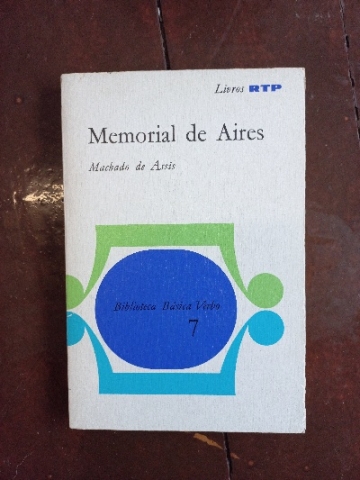 Livros RTP
Memorial de Aires
Machado de Assis
Biblioteca Básica Verbo
7